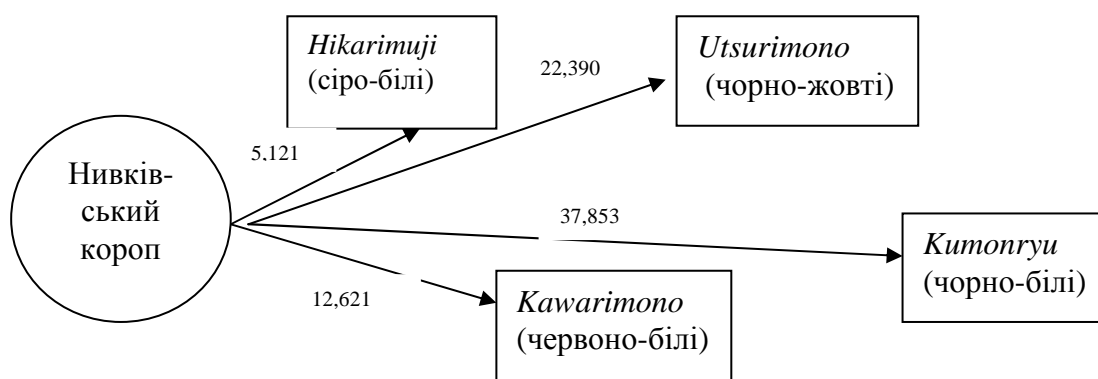 Hikarimuji
(сіро-білі)
Utsurimono
(чорно-жовті)
22,390
5,121
Нивків-
ський
короп
37,853
Kumonryu
(чорно-білі)
12,621
Kawarimono
(червоно-білі)